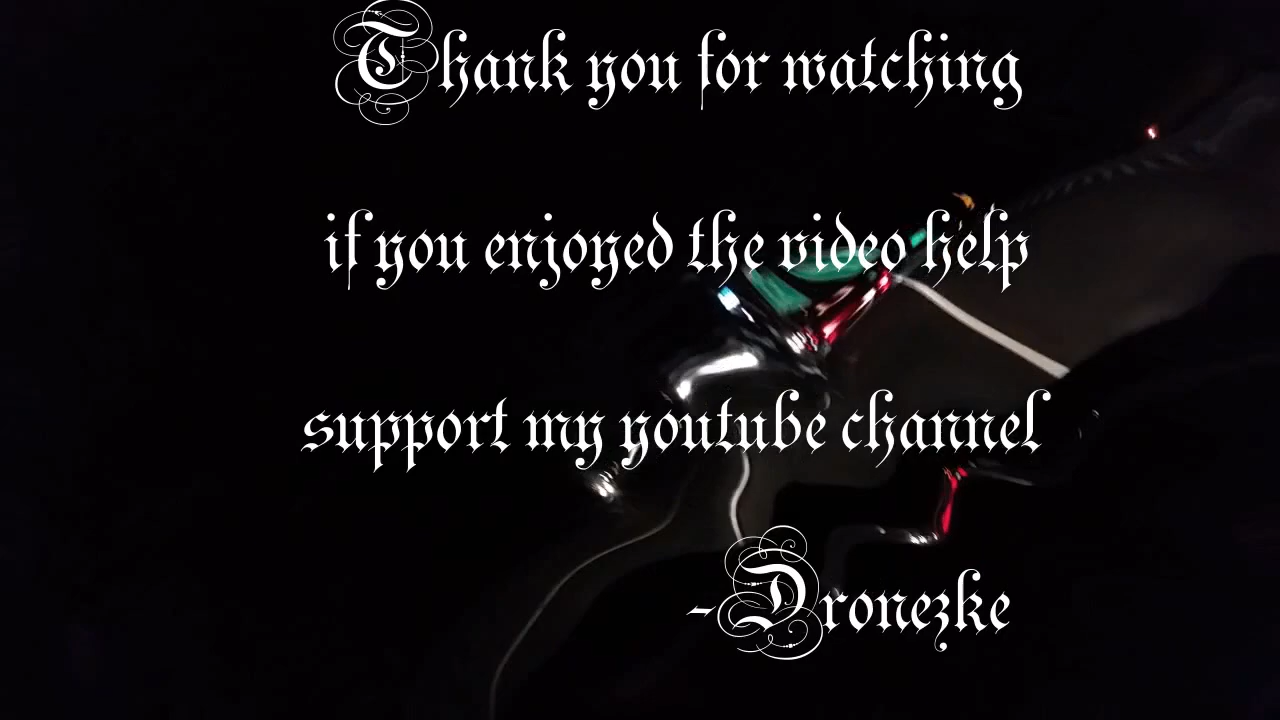 Thank you for watching
if you enjoyed the video help
support my youtube channel
-Dronezke